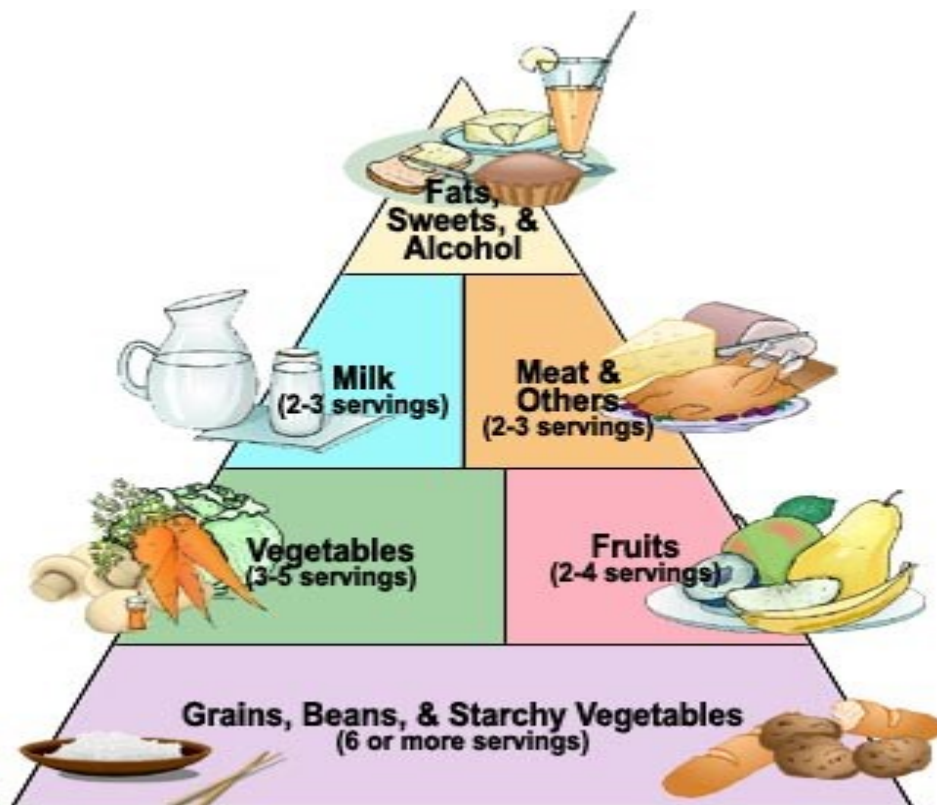 Fats,
Sweets, &
Alcohol
Milk
(2-3 servings)
Meat &
Others
(2-3 servings)
Vegetables
(3-5 servings)
Fruits
(2-4 servings)
Grains, Beans, & Starchy Vegetables
(6 or more servings)